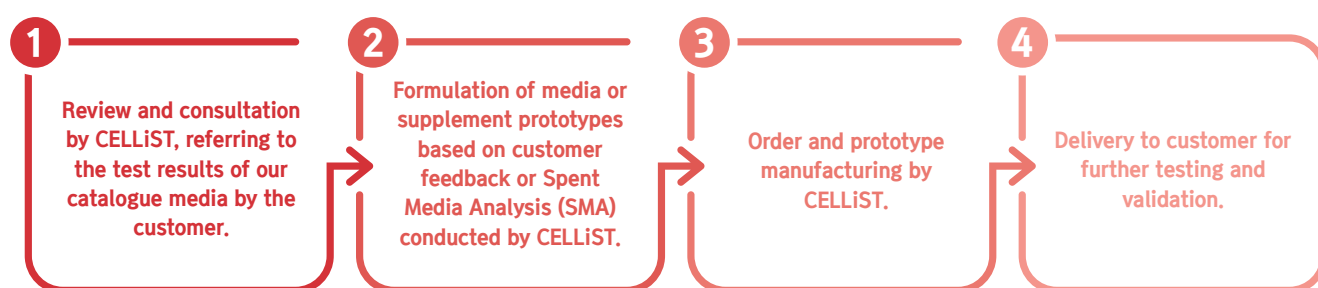 1
Review and consultation
by CELLiST, referring to
the test results of our
catalogue media by the
customer.
2
Formulation of media or
supplement prototypes
based on customer
feedback or Spent
Media Analysis (SMA)
conducted by CELLiST.
3
Order and prototype
manufacturing by
CELLiST.
4
Delivery to customer for
further testing and
validation.